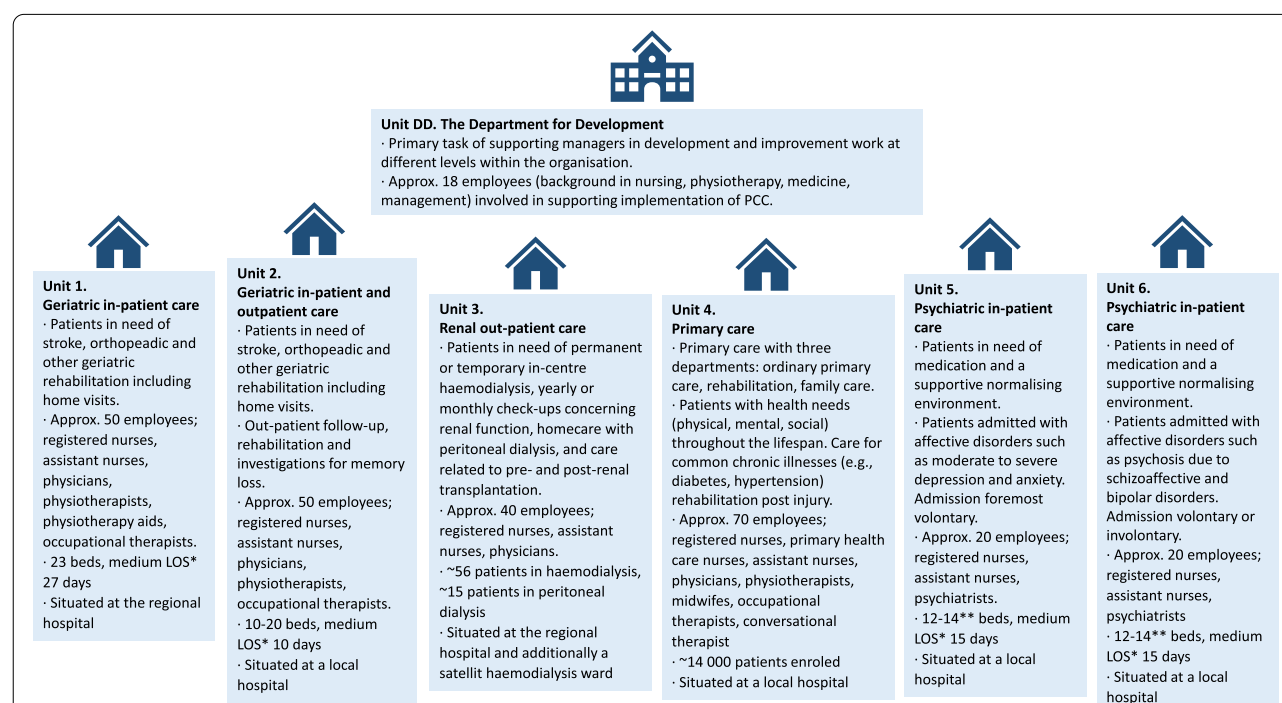 Unit DD. The Department for Development
· Primary task of supporting managers in development and improvement work at
different levels within the organisation.
· Approx. 18 employees (background in nursing, physiotherapy, medicine,
management) involved in supporting implementation of PCC.
Unit 1.
Geriatric in-patient care
· Patients in need of
stroke, orthopeadic and
other geriatric
rehabilitation including
home visits.
· Approx. 50 employees;
registered nurses,
assistant nurses,
physicians,
physiotherapists,
physiotherapy aids,
occupational therapists.
· 23 beds, medium LOS*
27 days
· Situated at the regional
hospital
Unit 2.
Geriatric in-patient and
outpatient care
· Patients in need of
stroke, orthopeadic and
other geriatric
rehabilitation including
home visits.
· Out-patient follow-up,
rehabilitation and
investigations for memory
loss.
· Approx. 50 employees;
registered nurses,
assistant nurses,
physicians,
physiotherapists,
occupational therapists.
· 10-20 beds, medium
LOS* 10 days
· Situated at a local
hospital
Unit 3.
Renal out-patient care
· Patients in need of permanent
or temporary in-centre
haemodialysis, yearly or
monthly check-ups concerning
renal function, homecare with
peritoneal dialysis, and care
related to pre- and post-renal
transplantation.
· Approx. 40 employees;
registered nurses, assistant
nurses, physicians.
· ~56 patients in haemodialysis,
~15 patients in peritoneal
dialysis
· Situated at the regional
hospital and additionally a
satellit haemodialysis ward
Unit 4.
Primary care
· Primary care with three
departments: ordinary primary
care, rehabilitation, family care.
· Patients with health needs
(physical, mental, social)
throughout the lifespan. Care for
common chronic illnesses (e.g.,
diabetes, hypertension)
rehabilitation post injury.
· Approx. 70 employees;
registered nurses, primary health
care nurses, assistant nurses,
physicians, physiotherapists,
midwifes, occupational
therapists, conversational
therapist
· ~14 000 patients enroled
· Situated at a local hospital
Unit 5.
Psychiatric in-patient
care
· Patients in need of
medication and a
supportive normalising
environment.
· Patients admitted with
affective disorders such
as moderate to severe
depression and anxiety.
Admission foremost
volontary.
· Approx. 20 employees;
registered nurses,
assistant nurses,
psychiatrists.
· 12-14** beds, medium
LOS* 15 days
· Situated at a local
hospital
Unit 6.
Psychiatric in-patient
care
· Patients in need of
medication and a
supportive normalising
environment.
· Patients admitted with
affective disorders such
as psychosis due to
schizoaffective and
bipolar disorders.
Admission volontary or
involontary.
· Approx. 20 employees;
registered nurses,
assistant nurses,
psychiatrists
· 12-14** beds, medium
LOS* 15 days
· Situated at a local
hospital